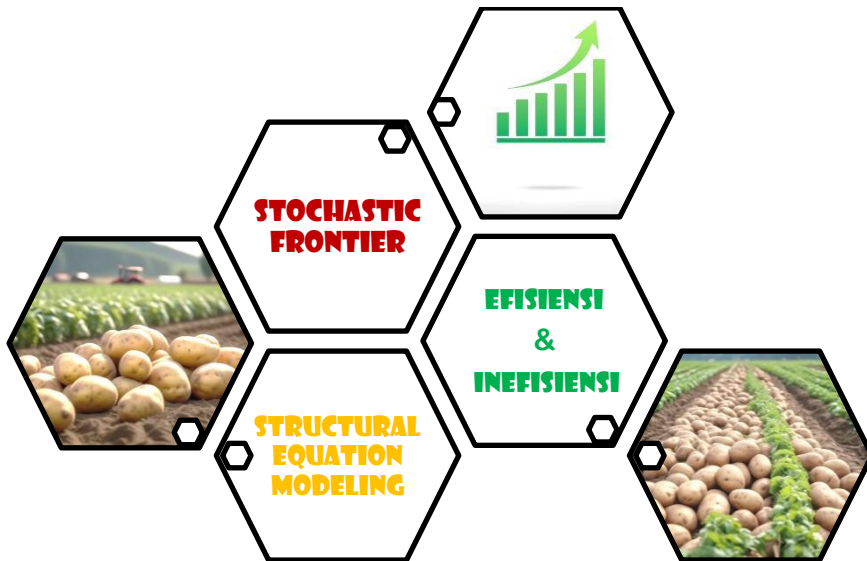 STOCHASTIC
FRONTIER
EFISIENSI
&
INEFISIENSI
STRUCTURAL
EQUATION
MODELING